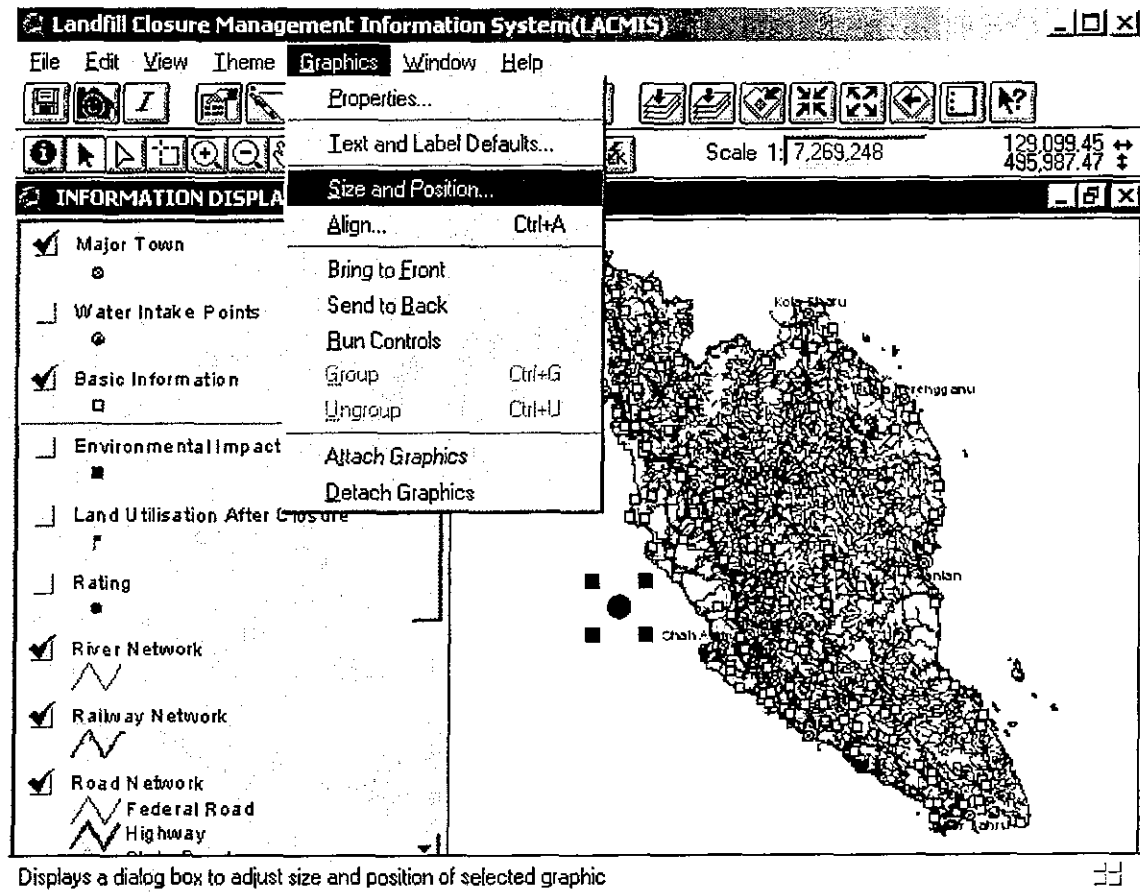 Landfill Closure Management Information System(LACMIS)
File Edit View Theme Graphics Window Help
Properties...
Text and Label Defaults...
Scale 1: 7,269,248
129,099.45
495,987.47
INFORMATION DISPLA
Size and Position...
Align... Ctrl+A
Bring to Front
Send to Back
Run Controls
Group Ctrl+G
Ungroup Ctrl+U
Attach Graphics
Detach Graphics
Major Town
Water Intake Points
Basic Information
Environmental Impact
Land Utilisation After Closure
Rating
River Network
Railway Network
Road Network
Federal Road
Highway
Kota Bharu
Displays a dialog box to adjust size and position of selected graphic